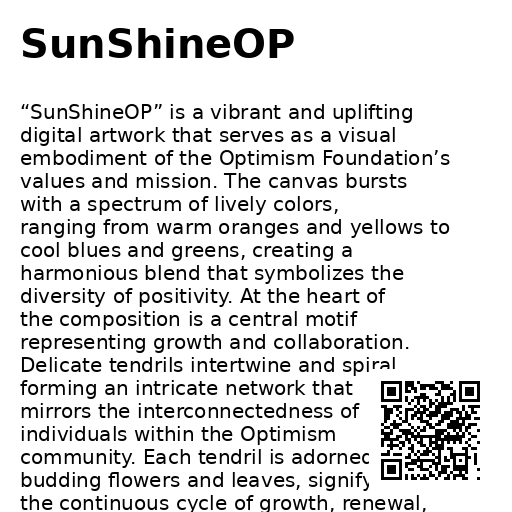 SunShineOP
“SunShineOP” is a vibrant and uplifting
digital artwork that serves as a visual
embodiment of the Optimism Foundation’s
values and mission. The canvas bursts
with a spectrum of lively colors,
ranging from warm oranges and yellows to
cool blues and greens, creating a
harmonious blend that symbolizes the
diversity of positivity. At the heart of
the composition is a central motif
representing growth and collaboration.
Delicate tendrils intertwine and spiral
forming an intricate network that
mirrors the interconnectedness of
individuals within the Optimism
community. Each tendril is adorned
budding flowers and leaves, signify
the continuous cycle of growth, renewal,